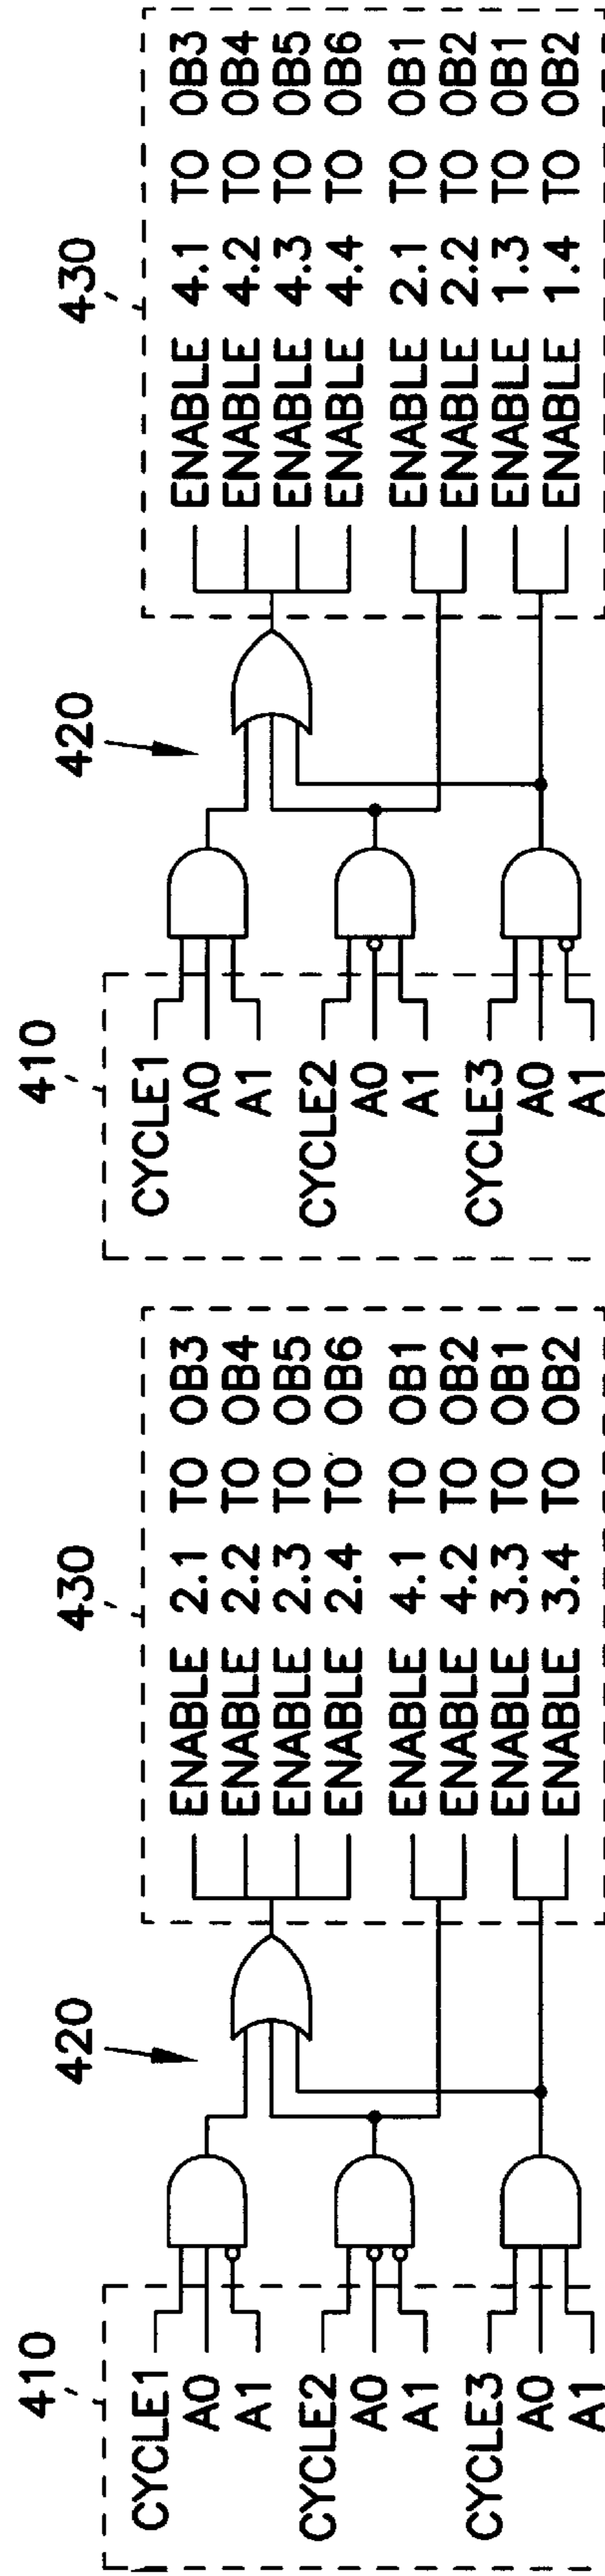 410
CYCLE1
A0
A1
CYCLE2
A0
A1
CYCLE3
A0
A1
420
430
ENABLE 2.1 TO OB3
ENABLE 2.2 TO OB4
ENABLE 2.3 TO OB5
ENABLE 2.4 TO OB6
ENABLE 4.1 TO OB1
ENABLE 4.2 TO OB2
ENABLE 3.3 TO OB1
ENABLE 3.4 TO OB2
410
CYCLE1
A0
A1
CYCLE2
A0
A1
CYCLE3
A0
A1
420
430
ENABLE 4.1 TO OB3
ENABLE 4.2 TO OB4
ENABLE 4.3 TO OB5
ENABLE 4.4 TO OB6
ENABLE 2.1 TO OB1
ENABLE 2.2 TO OB2
ENABLE 1.3 TO OB1
ENABLE 1.4 TO OB2